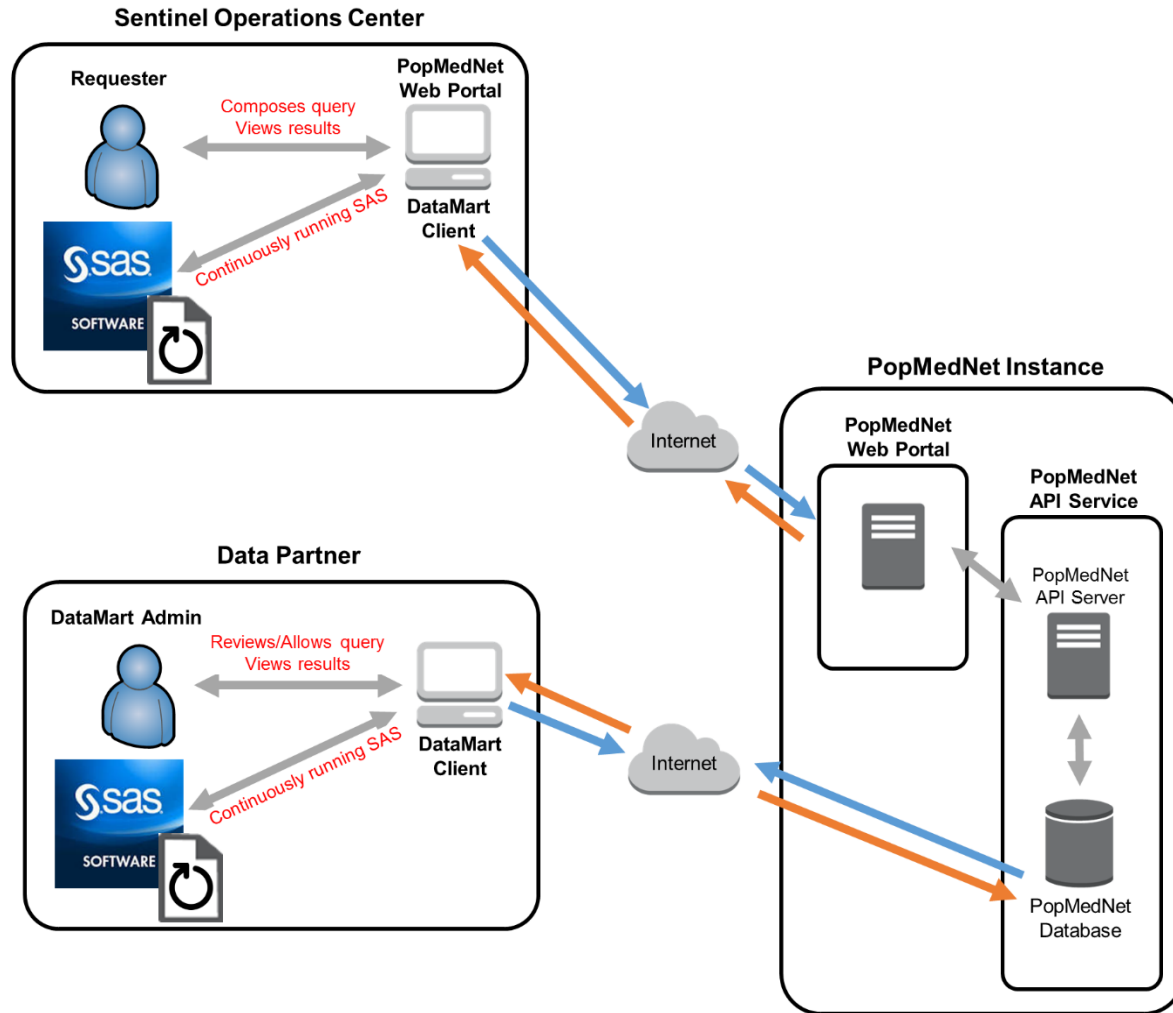 Sentinel Operations Center
Requester
PopMedNet
Web Portal
Composes query
Views results
Continuously running SAS
DataMart
Client
sas
SOFTWARE
Internet
PopMedNet Instance
PopMedNet
Web Portal
PopMedNet
API Service
PopMedNet
API Server
PopMedNet
Database
Data Partner
DataMart Admin
Reviews/Allows query
Views results
Continuously running SAS
DataMart
Client
sas
SOFTWARE
Internet